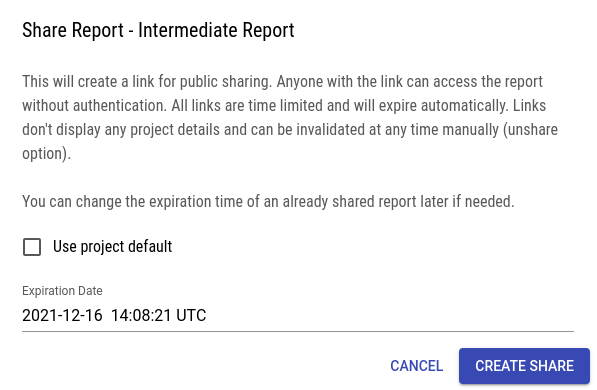 Share Report - Intermediate Report
This will create a link for public sharing. Anyone with the link can access the report
without authentication. All links are time limited and will expire automatically. Links
don't display any project details and can be invalidated at any time manually (unshare
option).
You can change the expiration time of an already shared report later if needed.
Use project default
Expiration Date
2021-12-16  14:08:21 UTC
CANCEL
CREATE SHARE